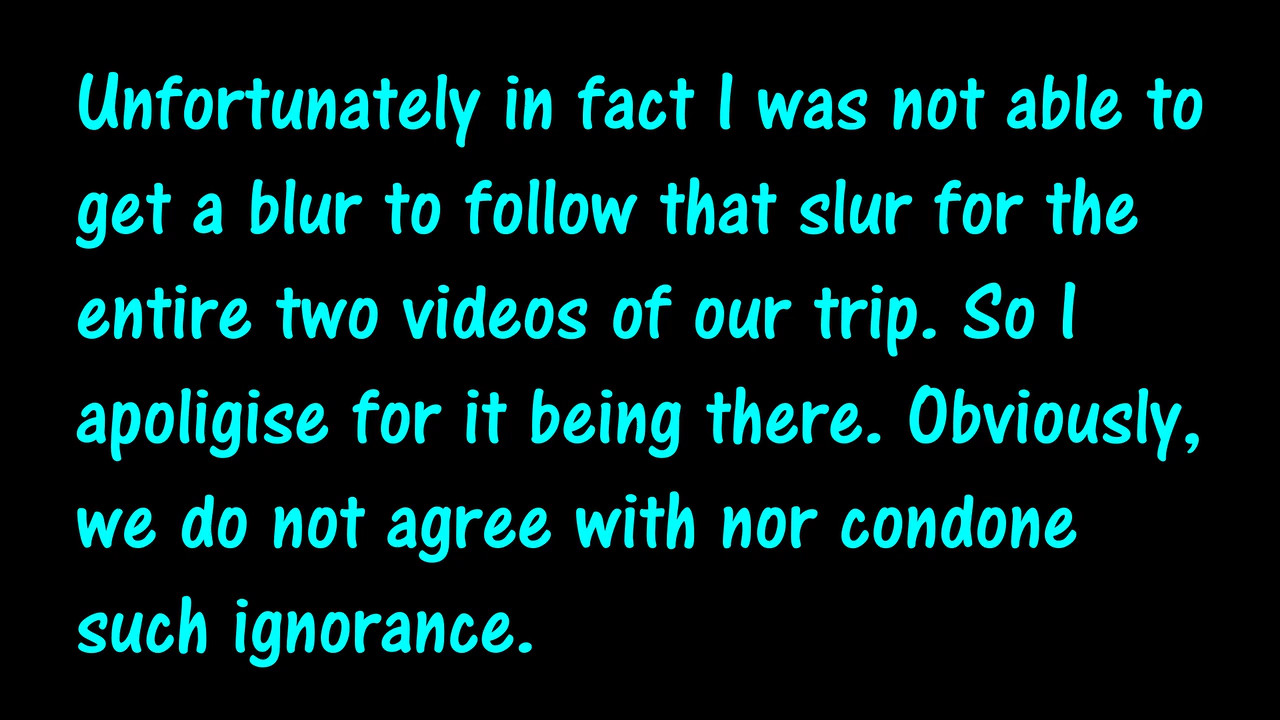 Unfortunately in fact I was not able to
get a blur to follow that slur for the
entire two videos of our trip. So I
apoligise for it being there. Obviously,
we do not agree with nor condone
such ignorance.